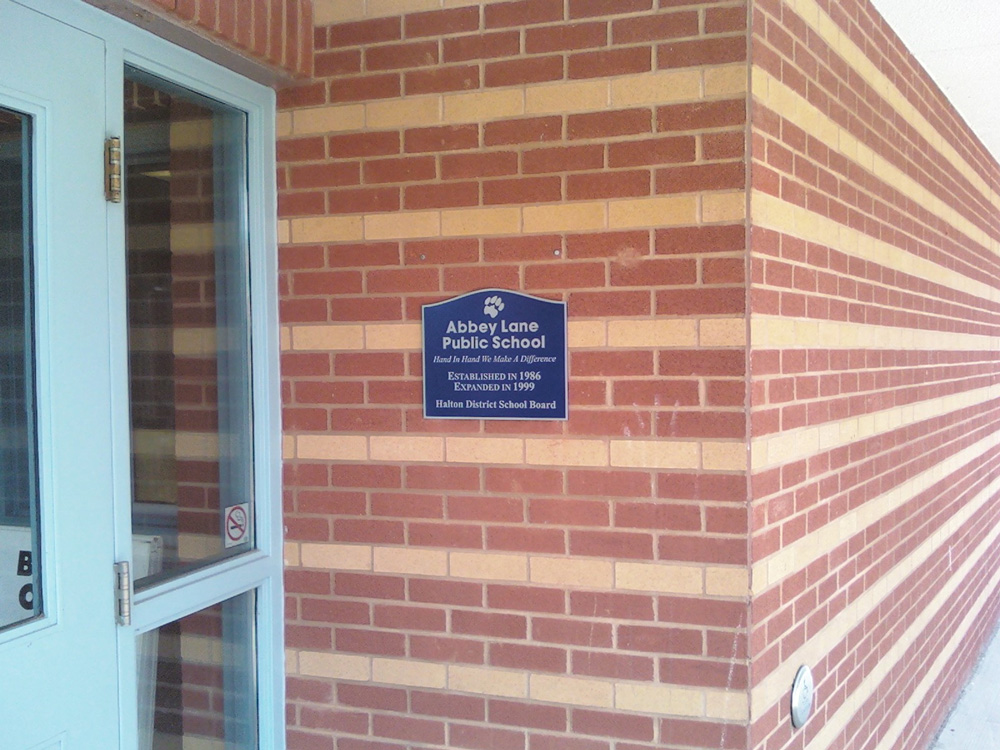 Abbey Lane
Public School
Hand In Hand We Make A Difference
ESTABLISHED IN 1986
EXPANDED IN 1999
Halton District School Board